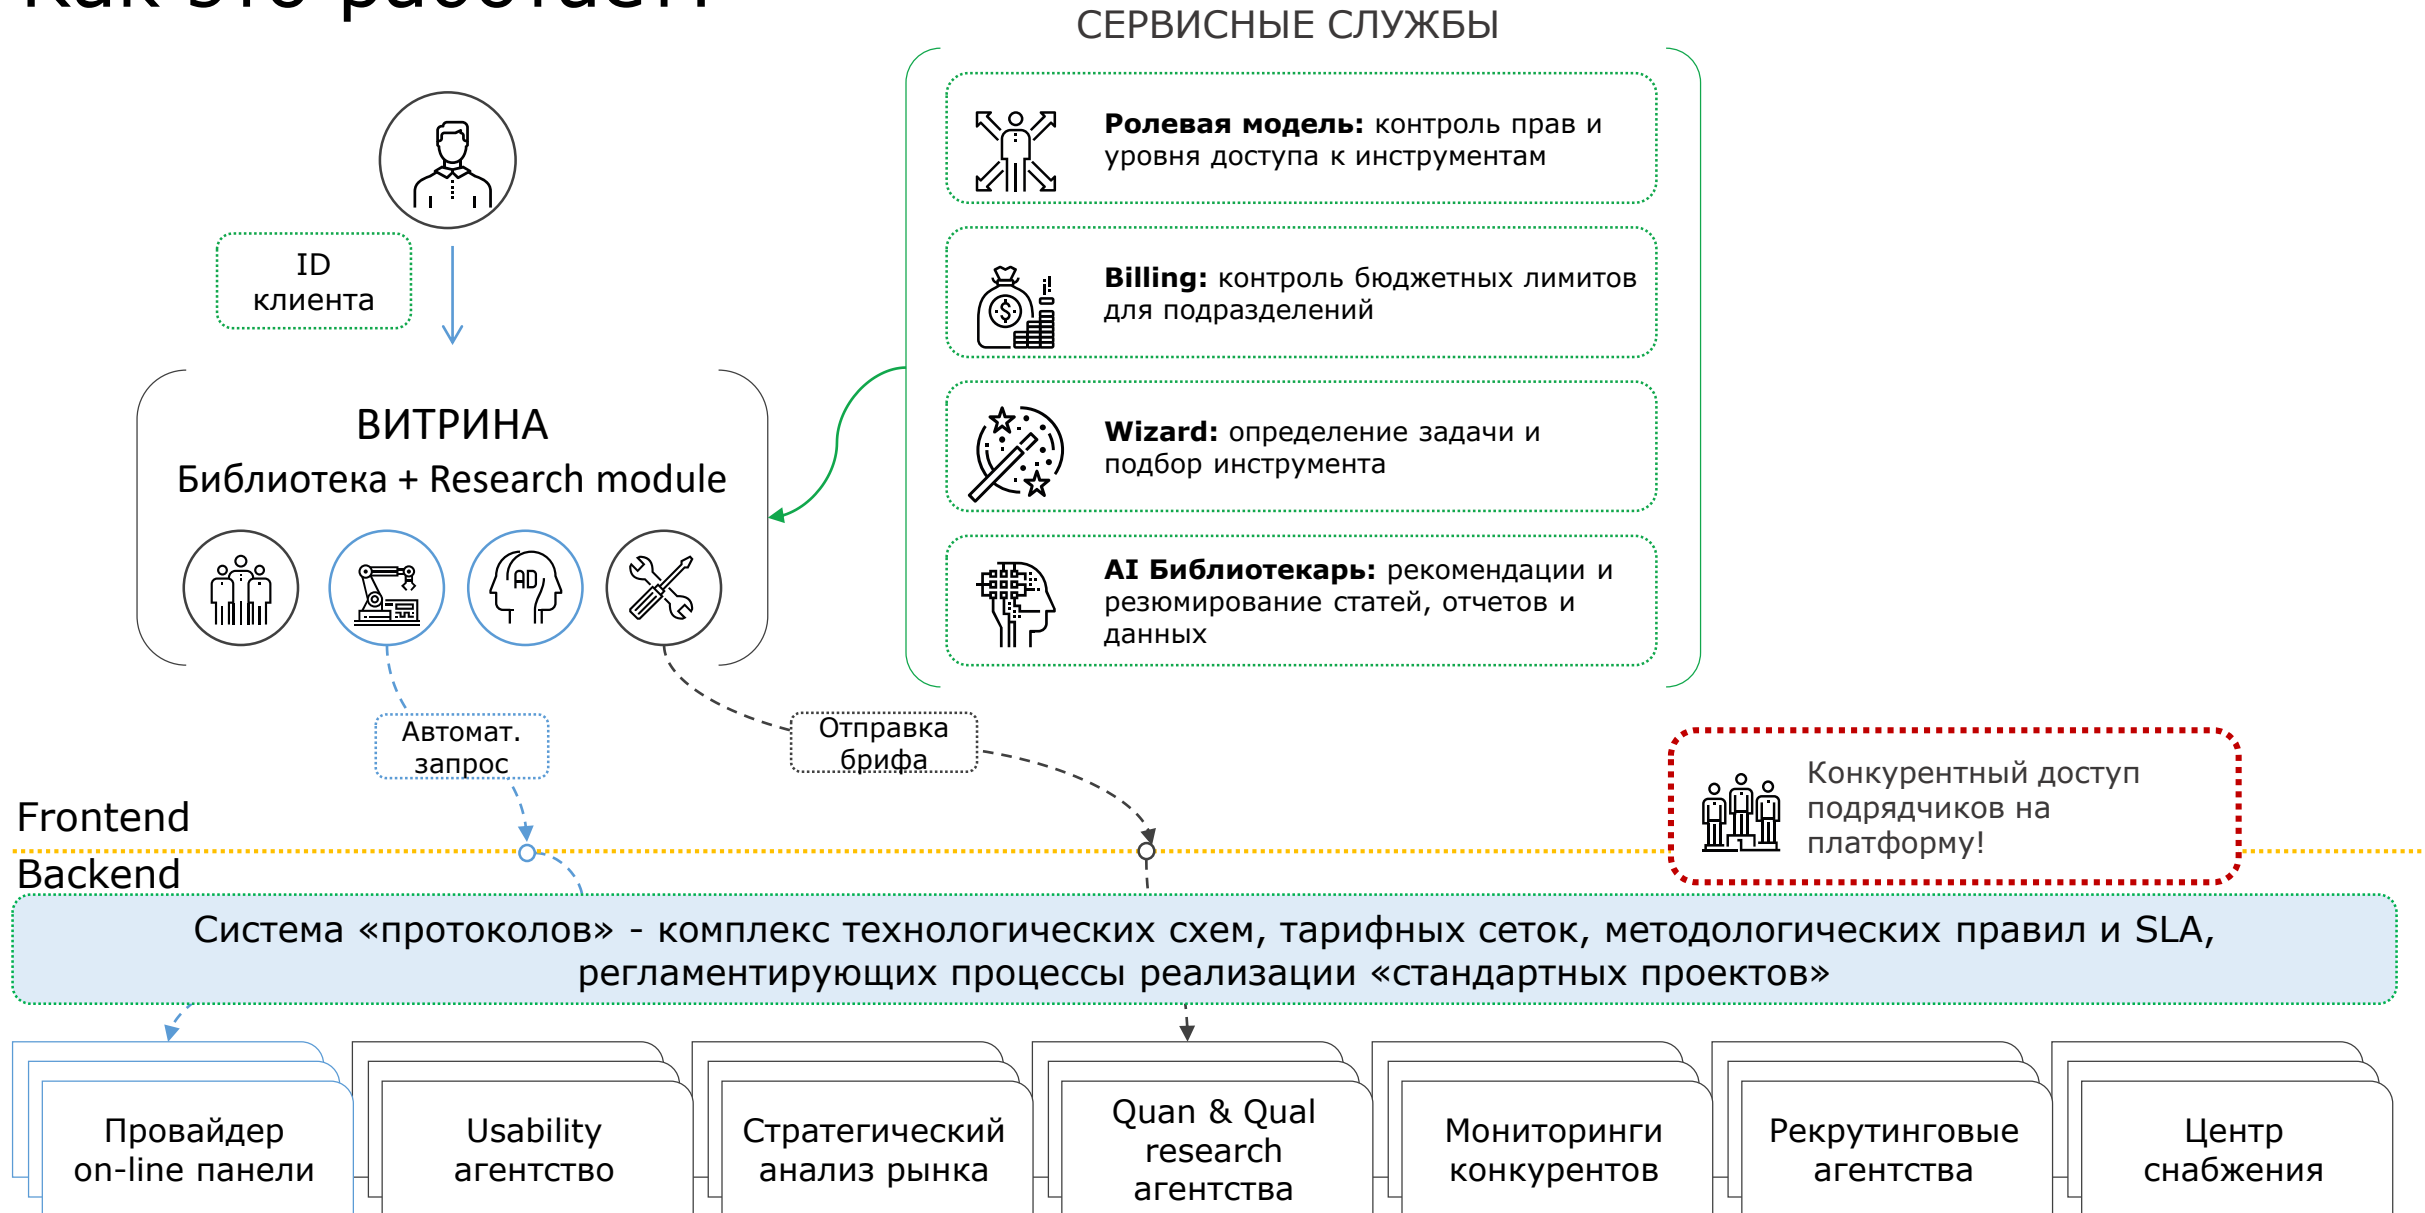 Как это работает?
СЕРВИСНЫЕ СЛУЖБЫ
Ролевая модель: контроль прав и
уровня доступа к инструментам
ID
клиента
Billing: контроль бюджетных лимитов
для подразделений
ВИТРИНА
Библиотека + Research module
Wizard: определение задачи и
подбор инструмента
AD
AI Библиотекарь: рекомендации и
резюмирование статей, отчетов и
данных
Автомат.
запрос
Отправка
брифа
Конкурентный доступ
подрядчиков на
платформу!
Frontend
Backend
Система «протоколов» - комплекс технологических схем, тарифных сеток, методологических правил и SLA,
регламентирующих процессы реализации «стандартных проектов»
Провайдер
on-line панели
Usability
агентство
Стратегический
анализ рынка
Quan & Qual
research
агентства
Мониторинги
конкурентов
Рекрутинговые
агентства
Центр
снабжения